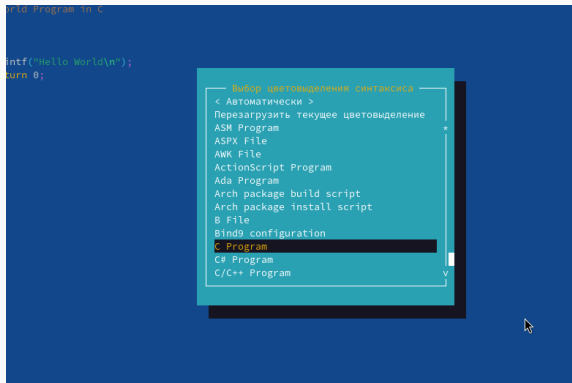 orld Program in C
intf("Hello World\n");
turn 0;
Выбор цветовыделения синтаксиса
< Автоматически >
Перезагрузить текущее цветовыделение
ASM Program
ASPX File
AWK File
ActionScript Program
Ada Program
Arch package build script
Arch package install script
B File
Bind9 configuration
C Program
C# Program
C/C++ Program